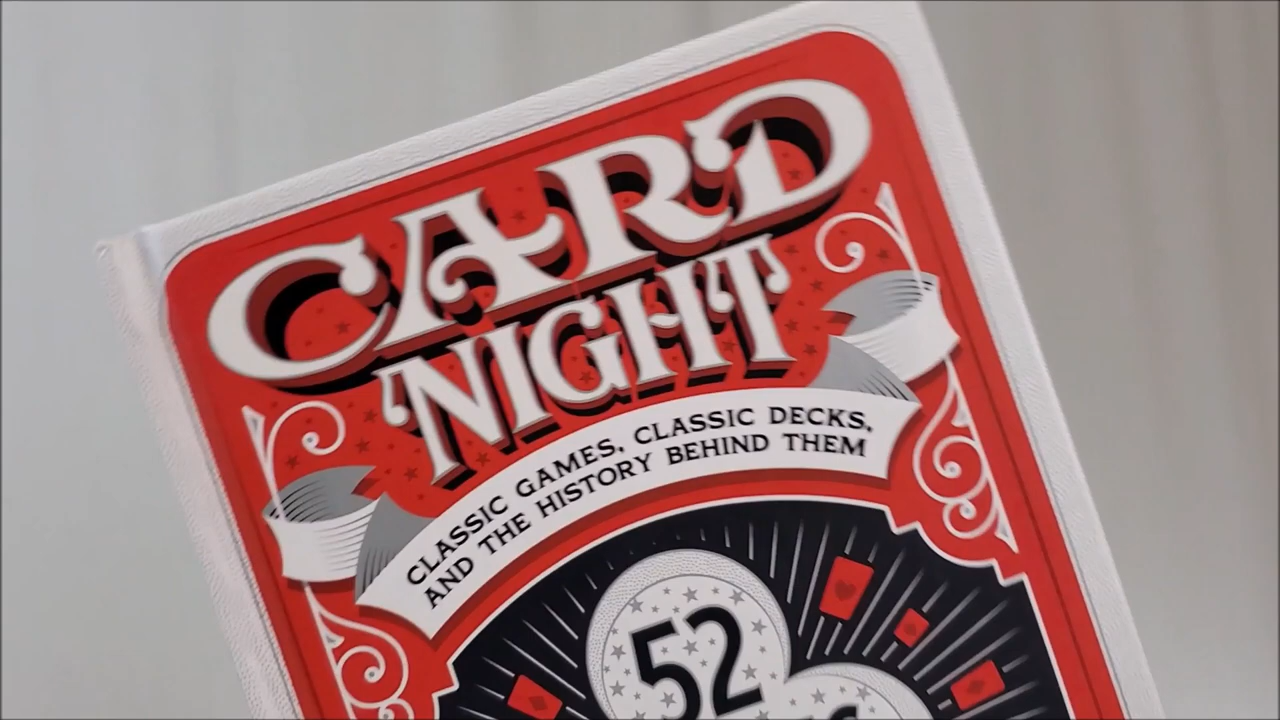 CARD
NIGHT
CLASSIC GAMES, CLASSIC DECKS,
AND THE HISTORY BEHIND THEM
52